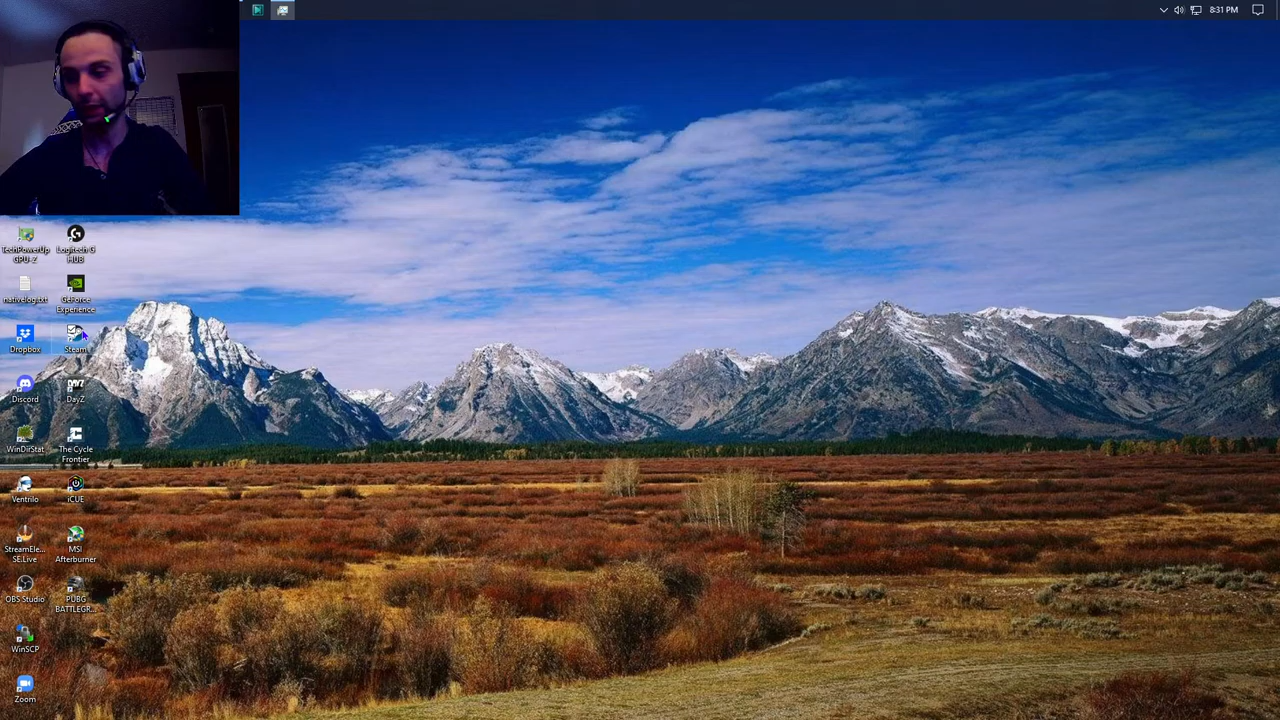 8:31 PM
TechPowerUp
GPU-Z
Logitech G
HUB
nativelog.txt
GeForce
Experience
Dropbox
Steam
Discord
DayZ
WinDirStat
The Cycle
Frontier
Ventrilo
iCUE
StreamEle...
SE.Live
MSI
Afterburner
OBS Studio
PUBG
BATTLEGR...
WinSCP
Zoom